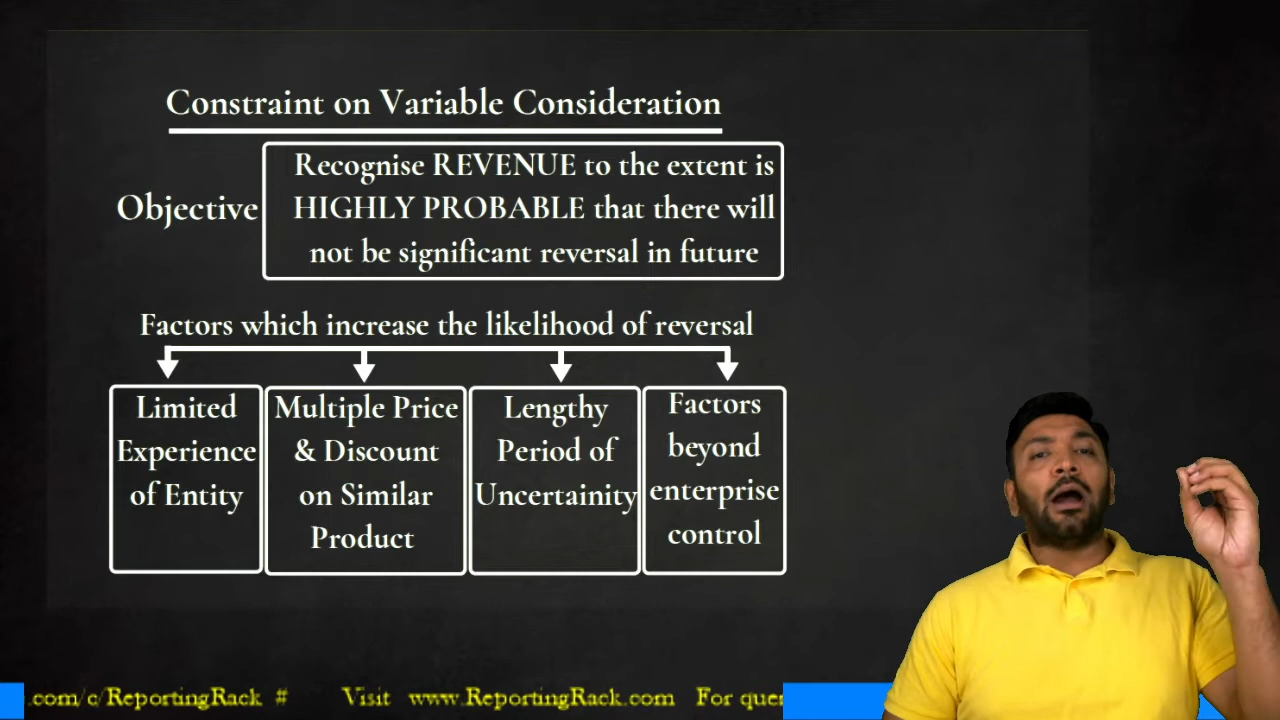 Constraint on Variable Consideration
Objective
Recognise REVENUE to the extent is
HIGHLY PROBABLE that there will
not be significant reversal in future
Factors which increase the likelihood of reversal
Limited
Experience
of Entity
Multiple Price
& Discount
on Similar
Product
Lengthy
Period of
Uncertainity
Factors
beyond
enterprise
control
.com/c/ReportingRack # Visit www.ReportingRack.com For